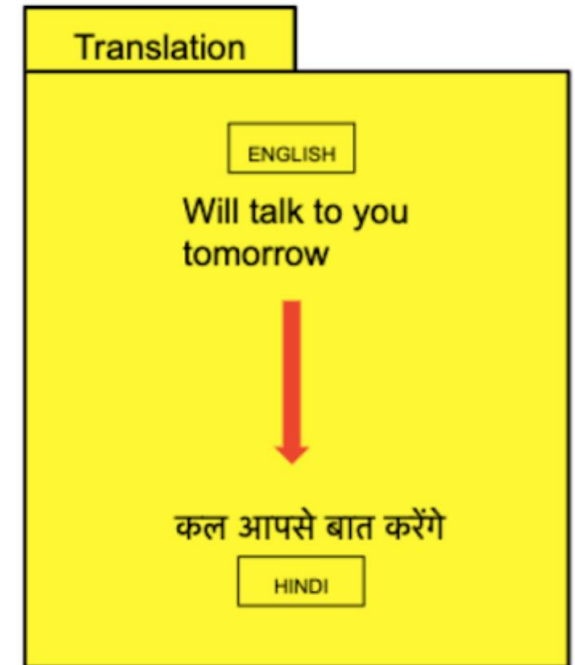 Translation
ENGLISH
Will talk to you
tomorrow
कल आपसे बात करेंगे
HINDI